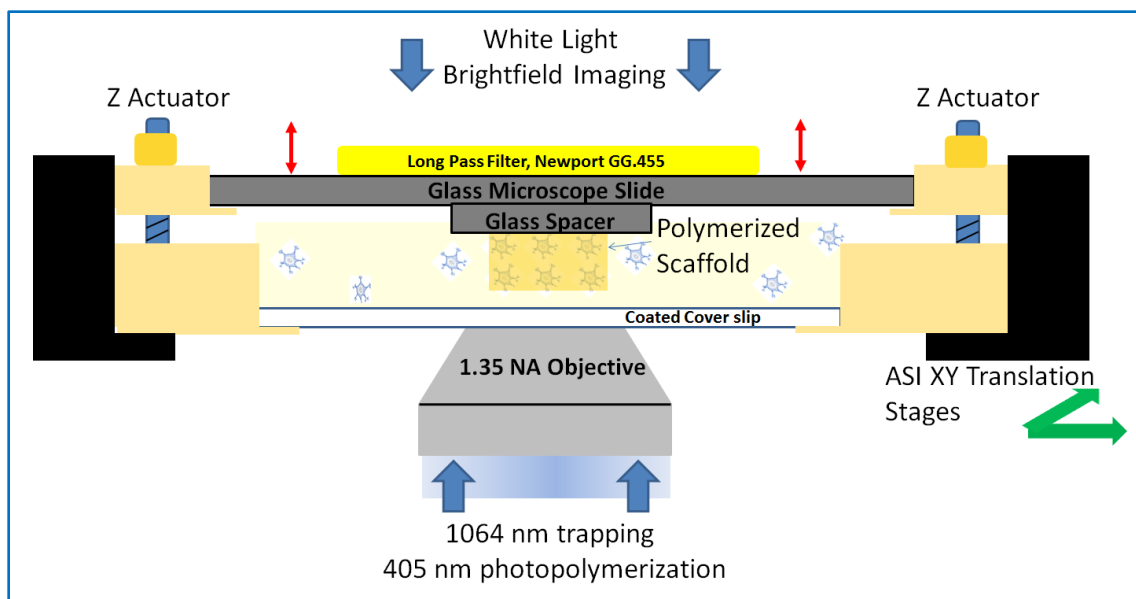 White Light
Brightfield Imaging
Z Actuator
Z Actuator
Long Pass Filter, Newport GG.455
Glass Microscope Slide
Glass Spacer
Polymerized
Scaffold
Coated Cover slip
1.35 NA Objective
ASI XY Translation
Stages
1064 nm trapping
405 nm photopolymerization